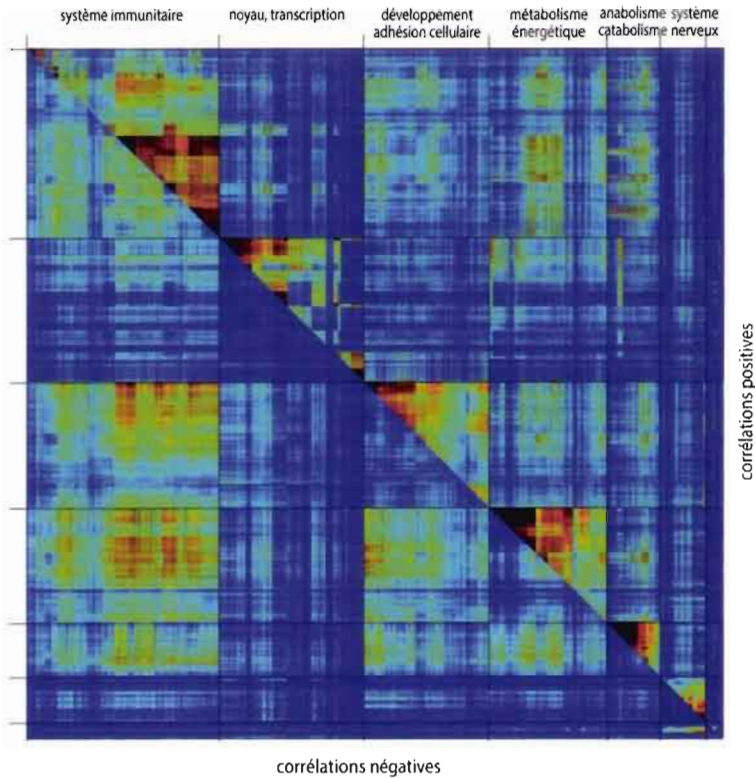 système immunitaire
noyau, transcription
développement
adhésion cellulaire
métabolisme
énergétique
anabolisme
catabolisme
système
nerveux
corrélations positives
corrélations négatives